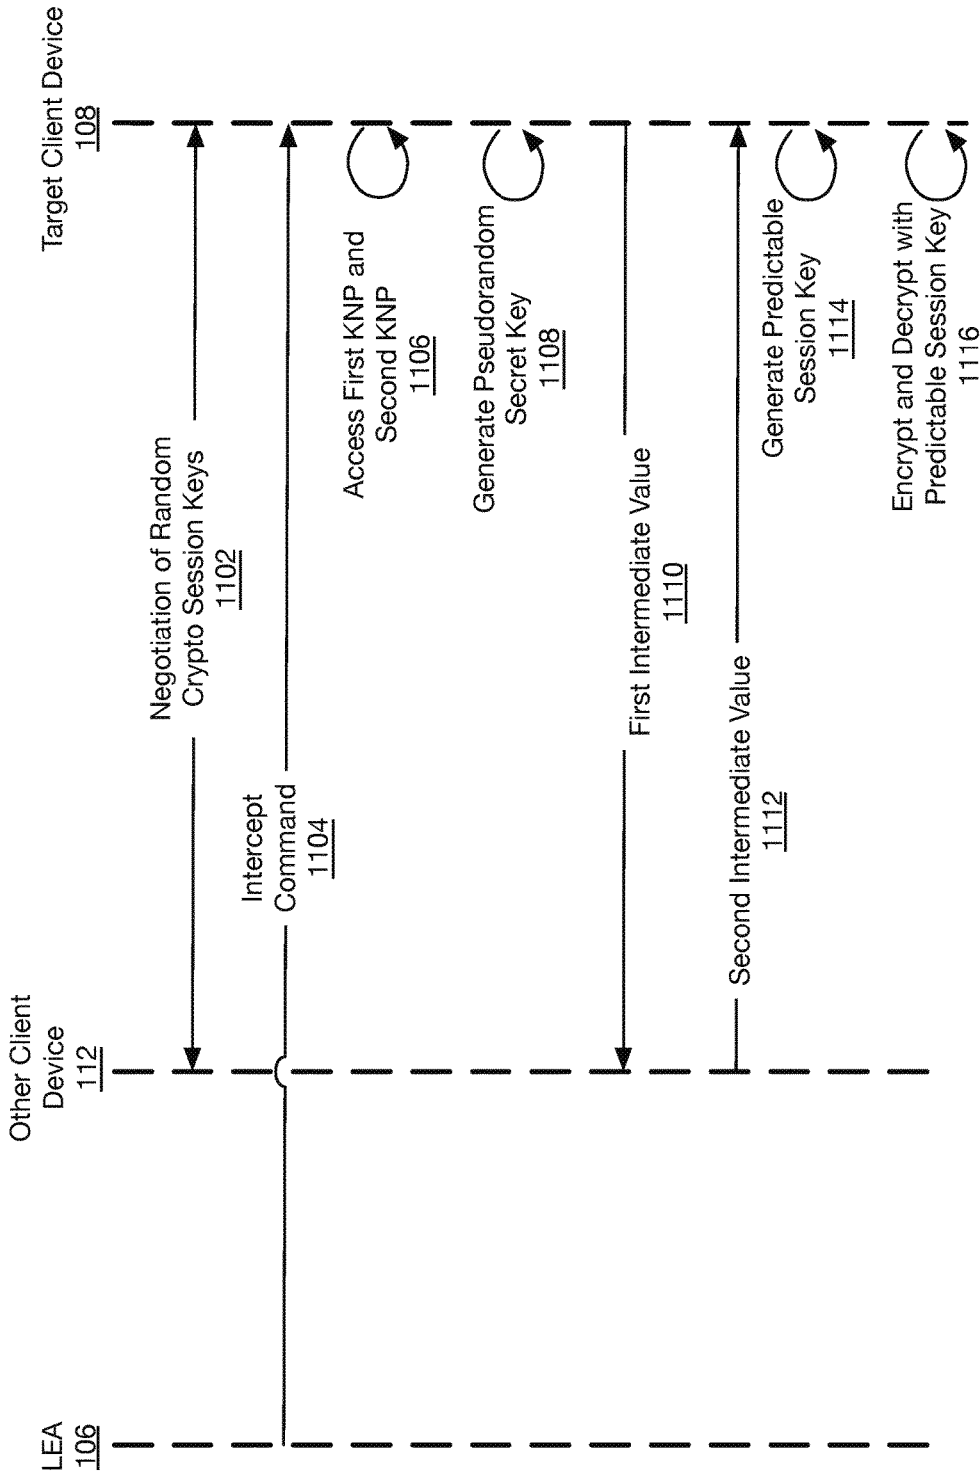 LEA
106
Other Client
Device
112
Target Client Device
108
Negotiation of Random
Crypto Session Keys
1102
Intercept
Command
1104
Access First KNP and
Second KNP
1106
Generate Pseudorandom
Secret Key
1108
First Intermediate Value
1110
Second Intermediate Value
1112
Generate Predictable
Session Key
1114
Encrypt and Decrypt with
Predictable Session Key
1116